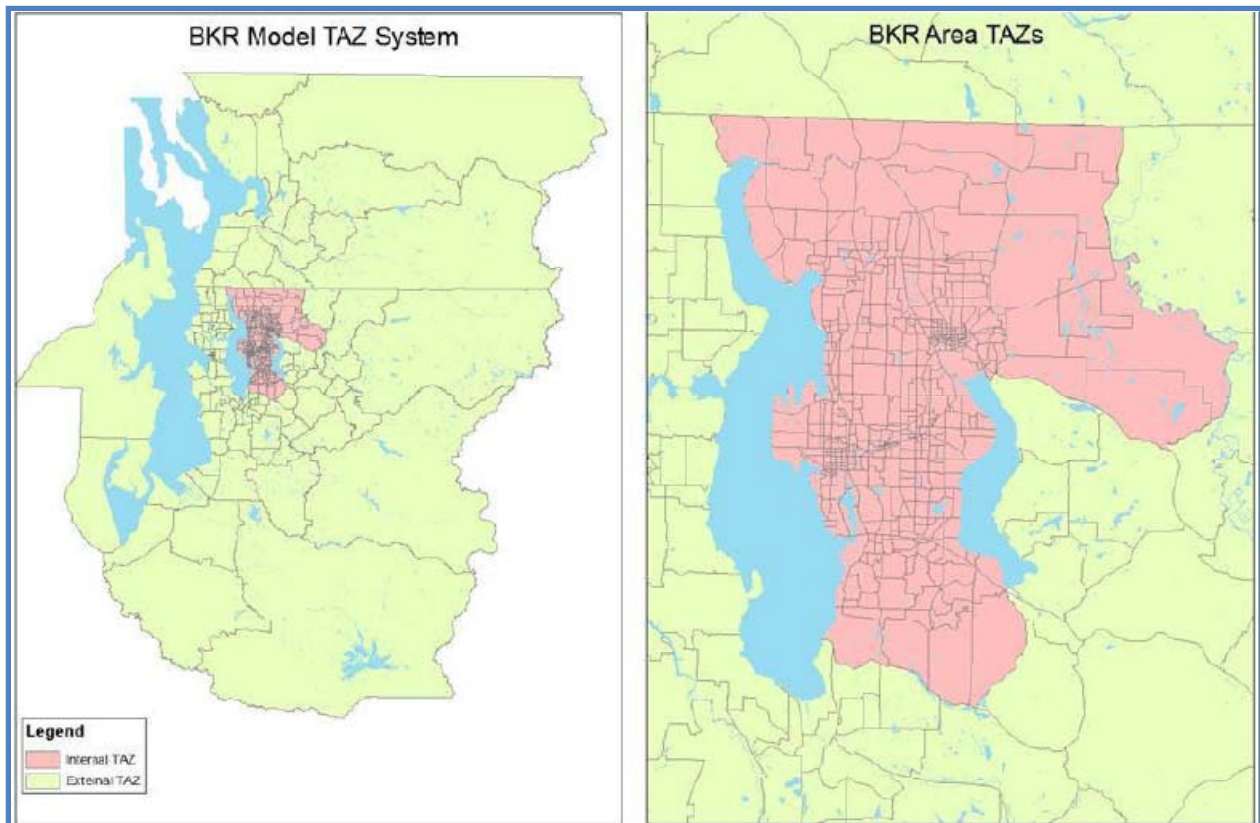 BKR Model TAZ System
BKR Area TAZs
Legend
Internal TAZ
External TAZ